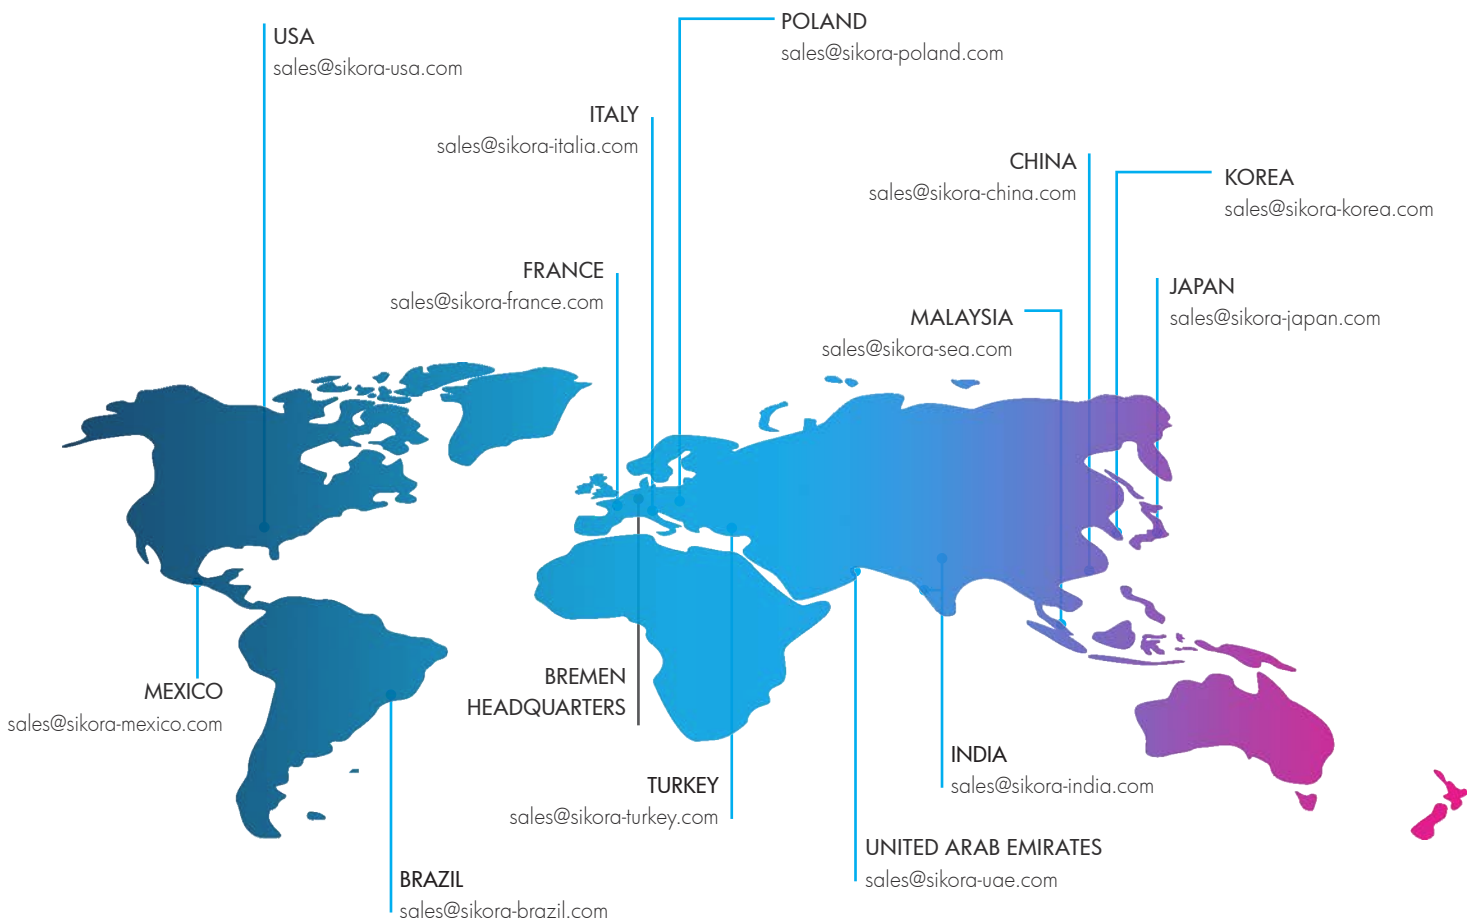 USA
sales@sikora-usa.com
POLAND
sales@sikora-poland.com
ITALY
sales@sikora-italia.com
CHINA
sales@sikora-china.com
KOREA
sales@sikora-korea.com
FRANCE
sales@sikora-france.com
JAPAN
sales@sikora-japan.com
MALAYSIA
sales@sikora-sea.com
BREMEN
HEADQUARTERS
MEXICO
sales@sikora-mexico.com
INDIA
sales@sikora-india.com
TURKEY
sales@sikora-turkey.com
UNITED ARAB EMIRATES
sales@sikora-uae.com
BRAZIL
sales@sikora-brazil.com